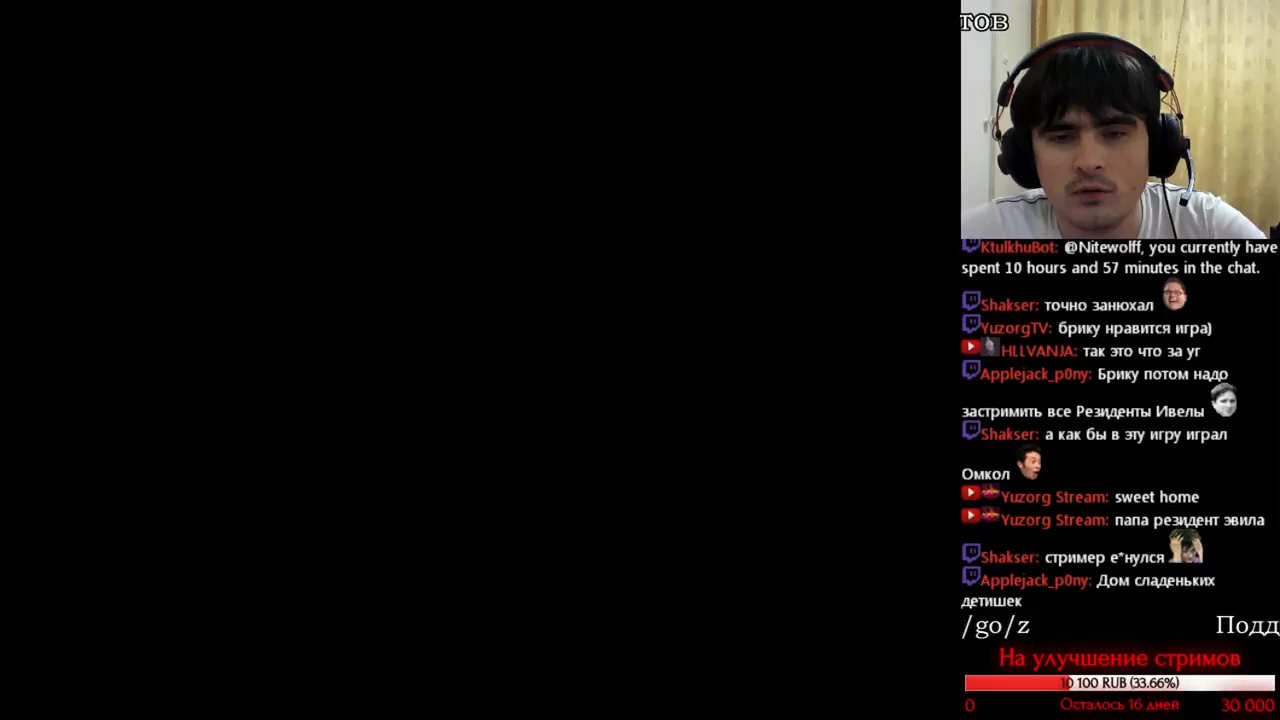 тов
KtulkhuBot: @Nitewolff, you currently have
spent 10 hours and 57 minutes in the chat.
Shakser: точно занюхал
YuzorgTV: брику нравится игра)
HLLVANJA: так это что за уг
Applejack_p0ny: Брику потом надо
застримить все Резиденты Ивелы
Shakser: а как бы в эту игру играл
Омкол
Yuzorg Stream: sweet home
Yuzorg Stream: папа резидент эвила
Shakser: стример е*нулся
Applejack_p0ny: Дом сладеньких
детишек
/go/z Подд
На улучшение стримов
10 100 RUB (33.66%)
0 Осталось 16 дней 30 000